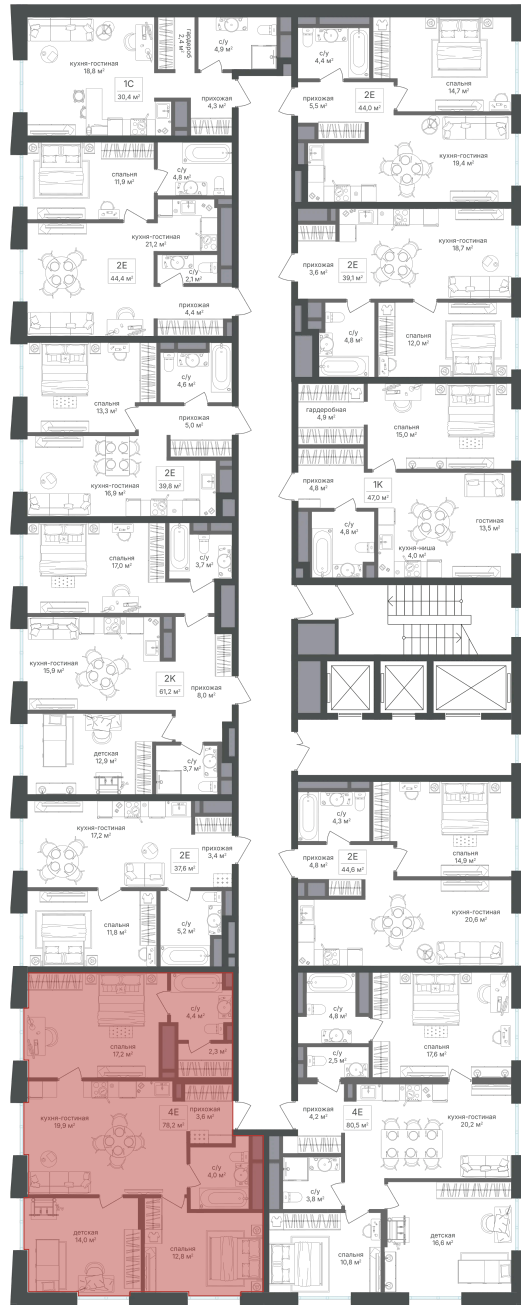 кухня-гостиная
18,8 м²
1С
30,4
гардероб
2,4 м²
с/у
4,9 м²
прихожая
4,3 м²
с/у
4,4 м²
спальня
14,7 м²
прихожая
5,5 м²
2Е
44,0 м²
кухня-гостиная
19,4 м²
спальня
11,9 м²
с/у
4,8 м²
кухня-гостиная
21,2 м²
2Е
44,4 м²
с/у
2,1 м²
прихожая
4,4 м²
кухня-гостиная
18,7 м²
прихожая
3,6 м²
2Е
39,1 м²
с/у
4,8 м²
спальня
12,0 м²
спальня
13,3 м²
с/у
4,6 м²
прихожая
5,0 м²
2Е
39,8 м²
кухня-гостиная
16,9 м²
гардеробная
4,9 м²
спальня
15,0 м²
прихожая
4,8 м²
1К
47,0 м²
гостиная
13,5 м²
с/у
4,8 м²
кухня-ниша
4,0 м²
спальня
17,0 м²
с/у
3,7 м²
кухня-гостиная
15,9 м²
2К
61,2 м²
прихожая
8,0 м²
детская
12,9 м²
с/у
3,7 м²
кухня-гостиная
17,2 м²
прихожая
3,4 м²
2Е
37,6 м²
спальня
11,8 м²
с/у
5,2 м²
с/у
4,3 м²
спальня
14,9 м²
прихожая
4,8 м²
2Е
44,6 м²
кухня-гостиная
20,6 м²
с/у
4,4 м²
спальня
17,2 м²
2,3 м²
кухня-гостиная
19,9 м²
4Е
78,2 м²
прихожая
3,6 м²
с/у
4,0 м²
детская
14,0 м²
спальня
12,8 м²
с/у
4,8 м²
с/у
2,5 м²
спальня
17,6 м²
прихожая
4,2 м²
4Е
80,5 м²
кухня-гостиная
20,2 м²
с/у
3,8 м²
спальня
10,8 м²
детская
16,6 м²